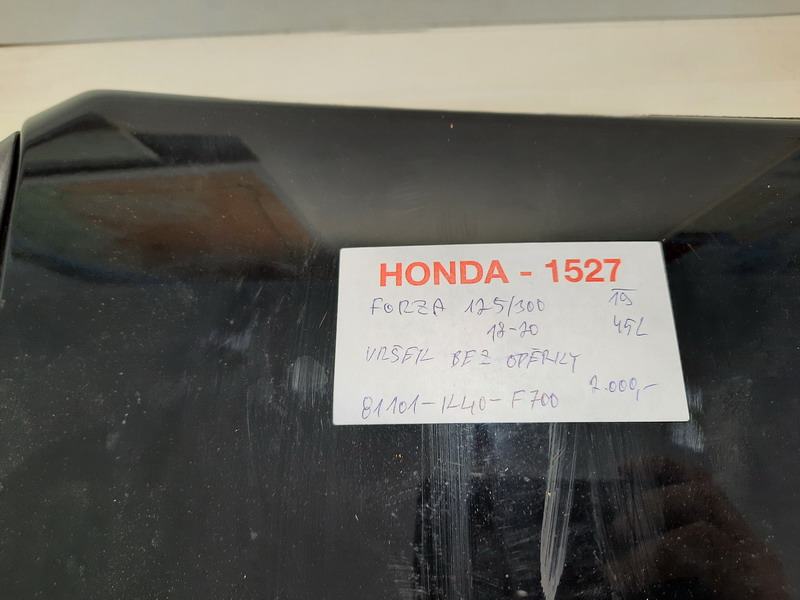 HONDA - 1527
FORZA 125/300 19
18-20 45L
VRŠEK BEZ OPĚRKY
2.000,-
81101-K40-F700